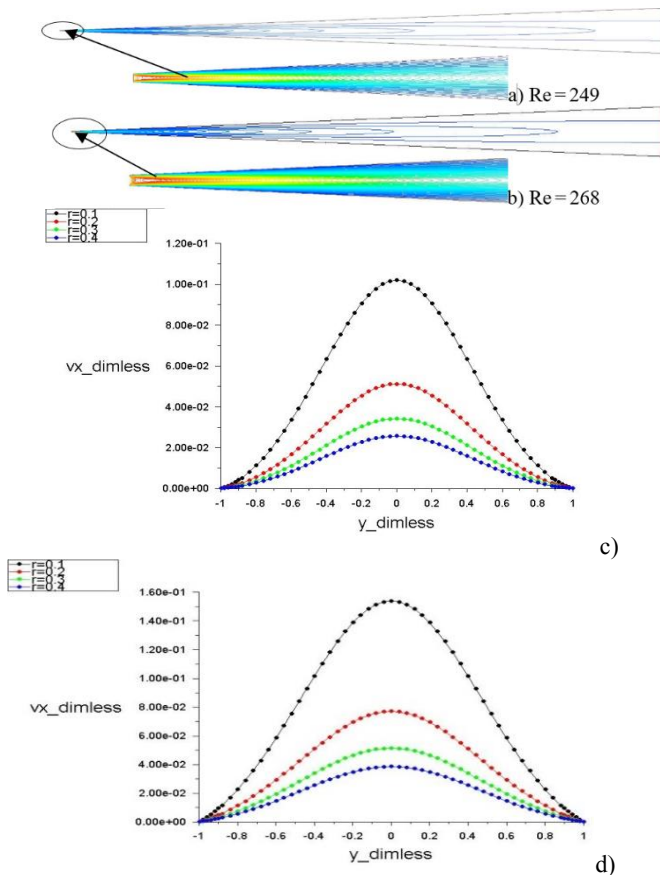 a) Re = 249
b) Re = 268
r=0.1
r=0.2
r=0.3
r=0.4
1.20e-01
1.00e-01
8.00e-02
6.00e-02
4.00e-02
2.00e-02
0.00e+00
vx_dimless
-1 -0.8 -0.6 -0.4 -0.2 0 0.2 0.4 0.6 0.8 1
y_dimless
c)
r=0.1
r=0.2
r=0.3
r=0.4
1.60e-01
1.40e-01
1.20e-01
1.00e-01
8.00e-02
6.00e-02
4.00e-02
2.00e-02
0.00e+00
vx_dimless
-1 -0.8 -0.6 -0.4 -0.2 0 0.2 0.4 0.6 0.8 1
y_dimless
d)